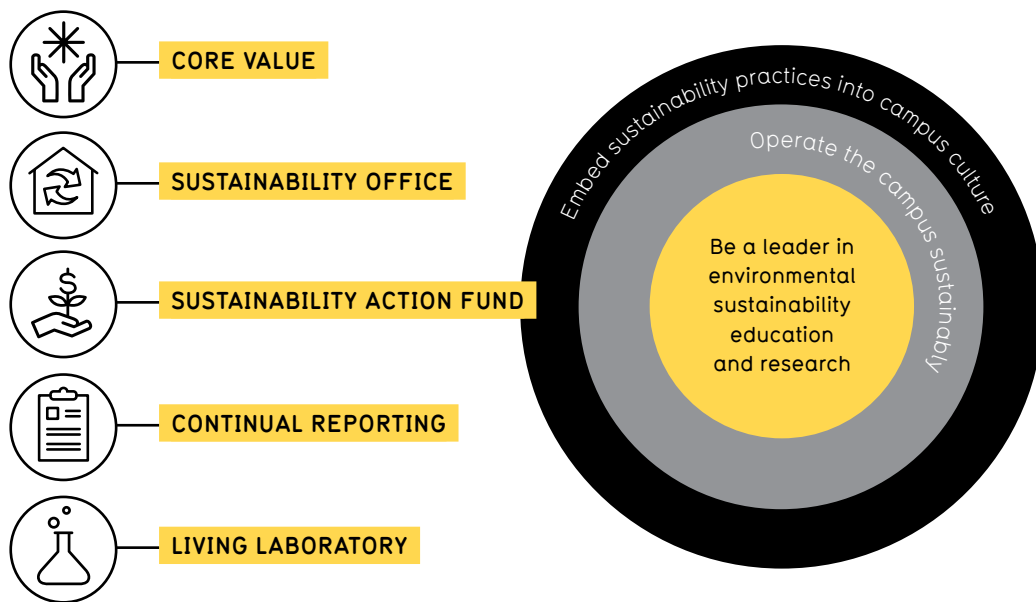 CORE VALUE
SUSTAINABILITY OFFICE
$
SUSTAINABILITY ACTION FUND
CONTINUAL REPORTING
LIVING LABORATORY
Embed sustainability practices into campus culture
Operate the campus sustainably
Be a leader in
environmental
sustainability
education
and research